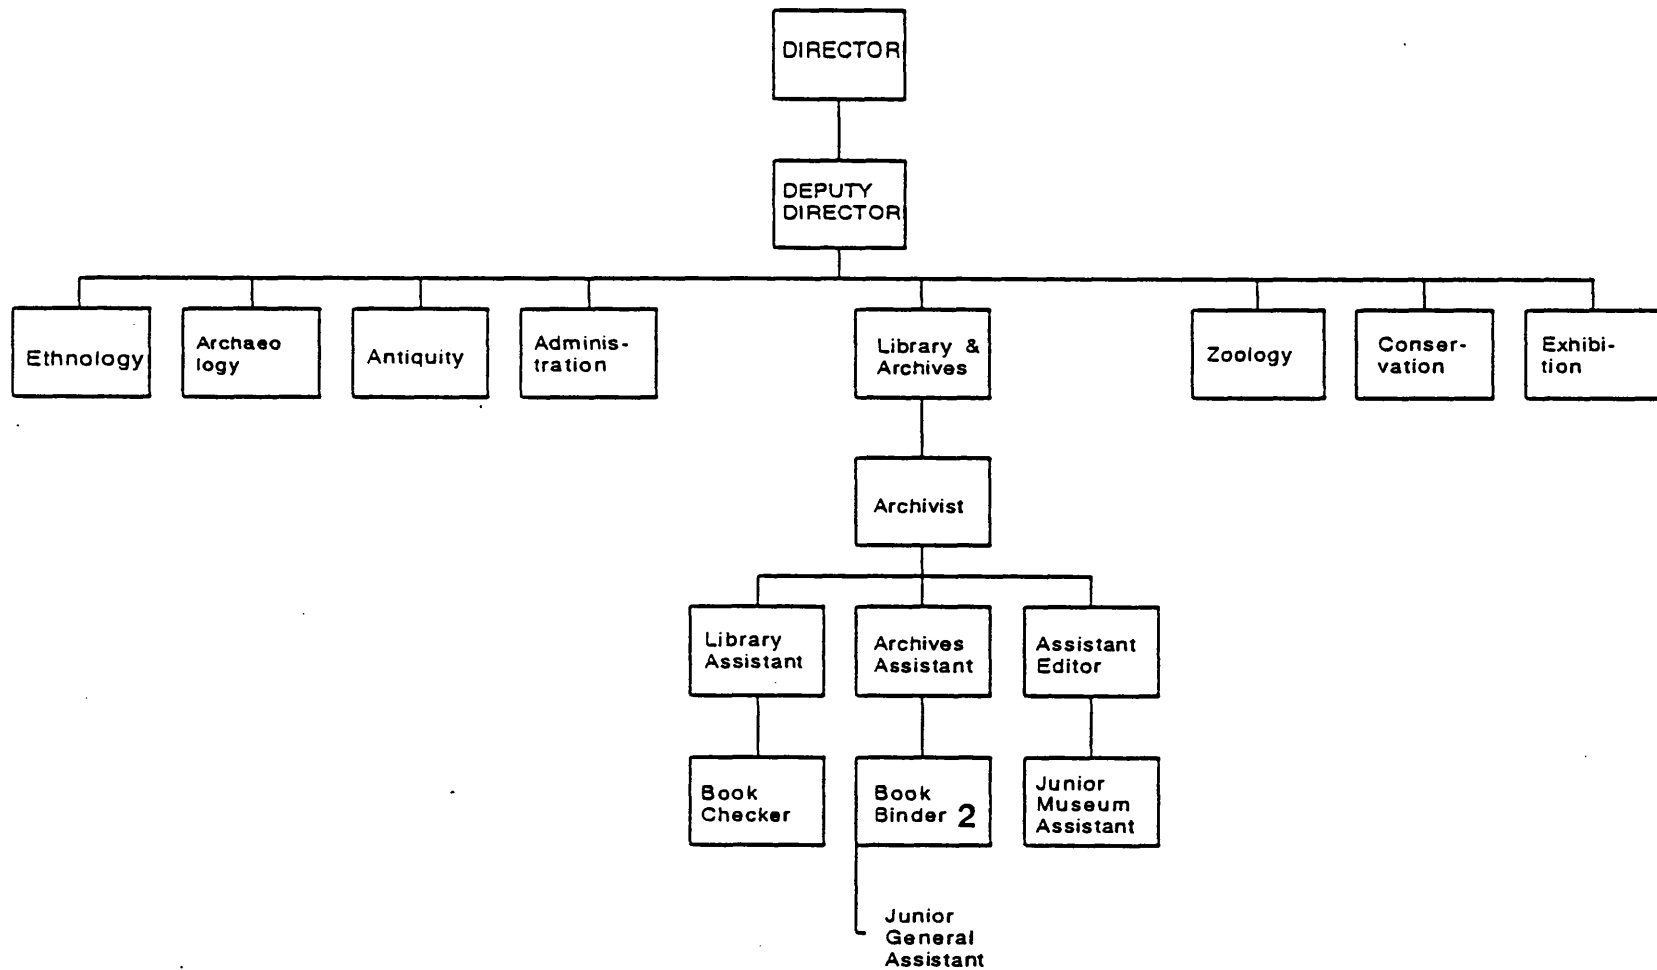 DIRECTOR
DEPUTY
DIRECTOR
Ethnology
Archaeo
logy
Antiquity
Adminis-
tration
Library &
Archives
Zoology
Conser-
vation
Exhibi-
tion
Archivist
Library
Assistant
Archives
Assistant
Assistant
Editor
Book
Checker
Book
Binder 2
Junior
Museum
Assistant
Junior
General
Assistant